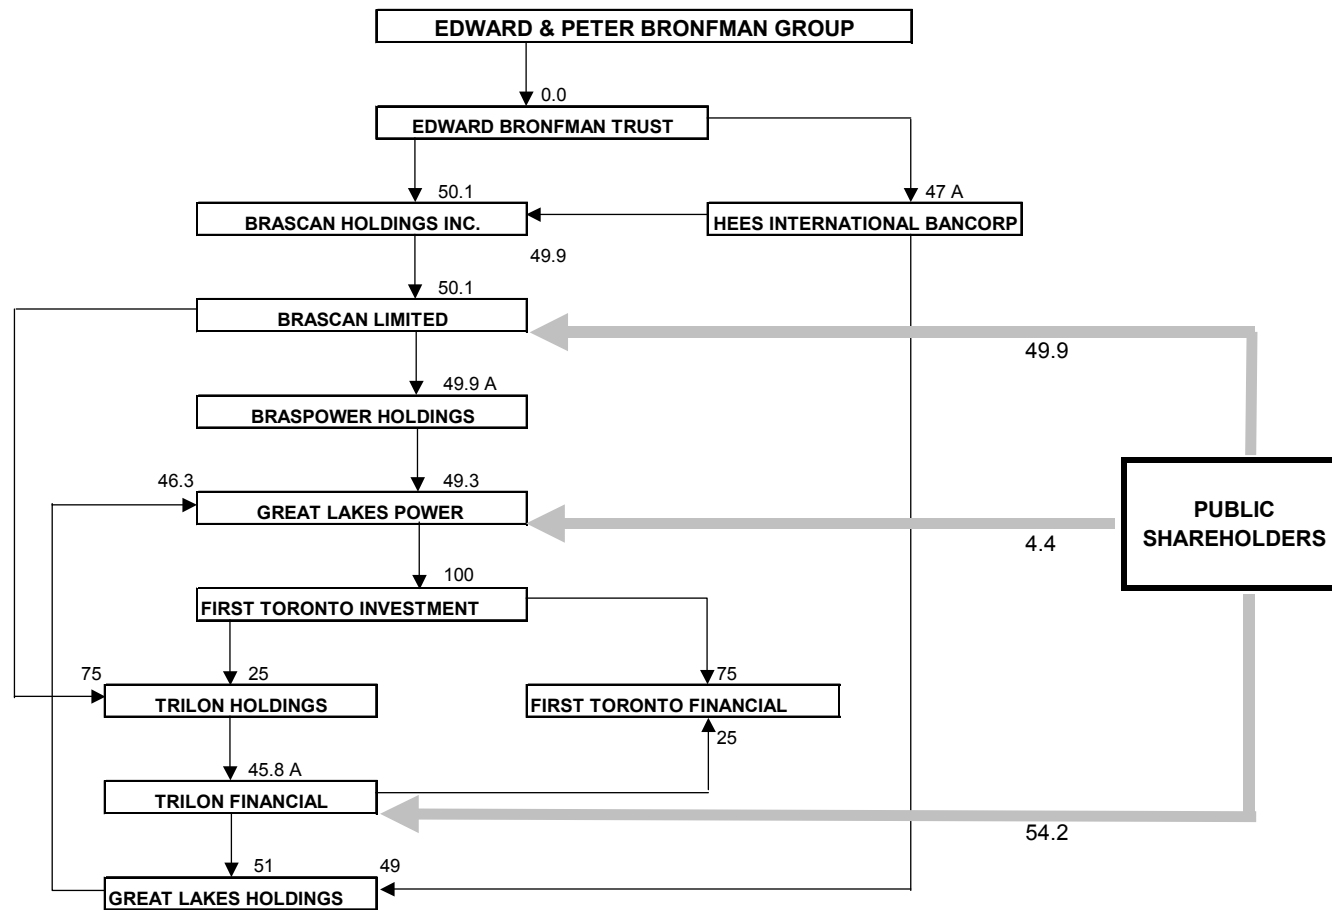 EDWARD & PETER BRONFMAN GROUP
0.0
EDWARD BRONFMAN TRUST
50.1
47 A
BRASCAN HOLDINGS INC.
HEES INTERNATIONAL BANCORP
49.9
50.1
BRASCAN LIMITED
49.9
49.9 A
BRASPOWER HOLDINGS
46.3
49.3
GREAT LAKES POWER
4.4
PUBLIC
SHAREHOLDERS
100
FIRST TORONTO INVESTMENT
75
25
75
TRILON HOLDINGS
FIRST TORONTO FINANCIAL
25
45.8 A
TRILON FINANCIAL
54.2
51
49
GREAT LAKES HOLDINGS